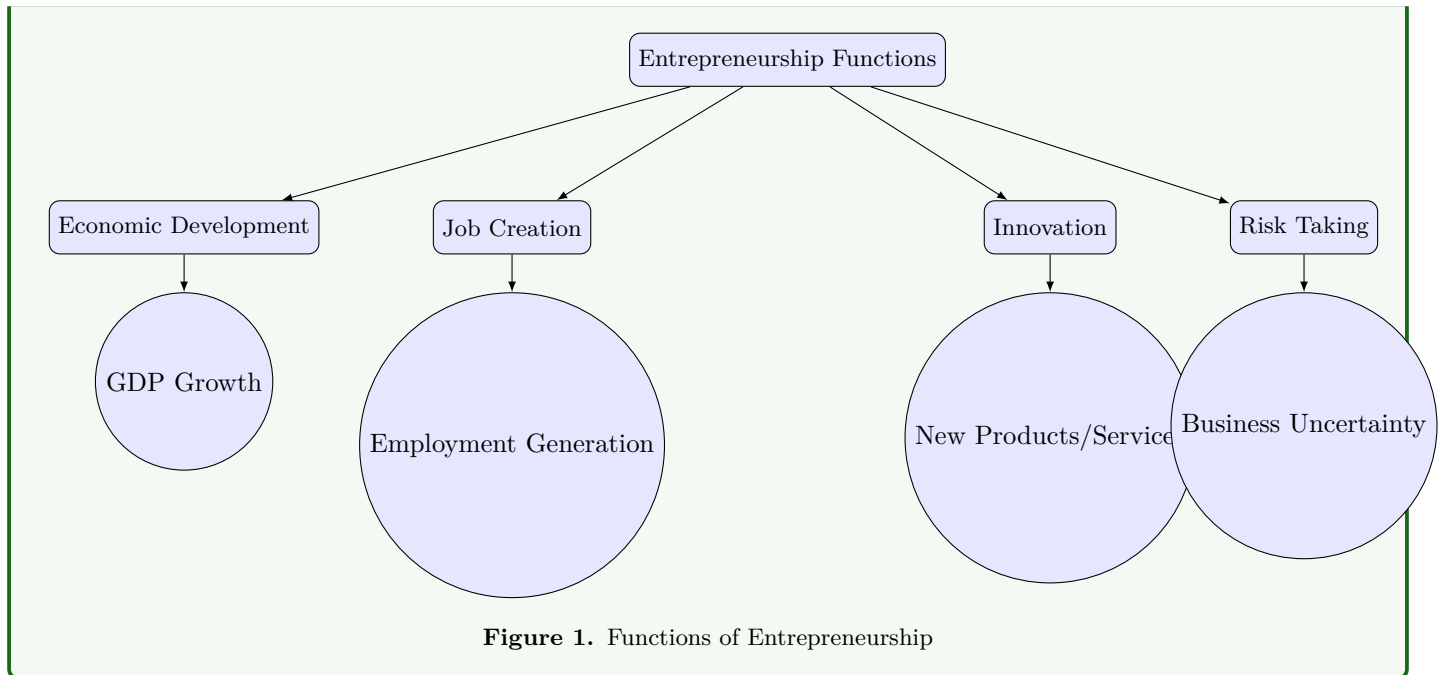 Entrepreneurship Functions
Economic Development
Job Creation
Innovation
Risk Taking
GDP Growth
Employment Generation
New Products/Service
Business Uncertainty
Figure 1. Functions of Entrepreneurship